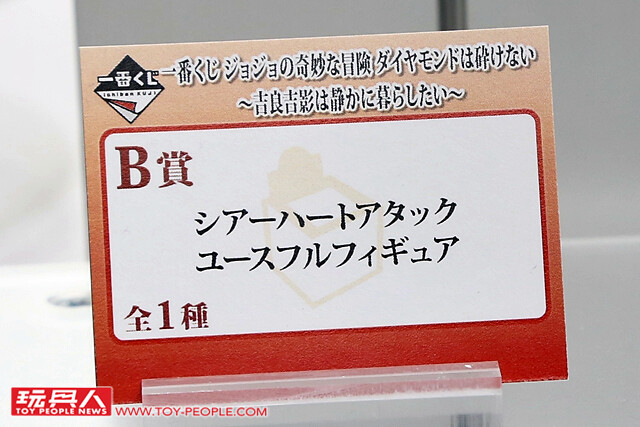 一番くじ
ichiban KUJI
一番くじ ジョジョの奇妙な冒険 ダイヤモンドは砕けない
～吉良吉影は静かに暮らしたい～
B賞
シアーハートアタック
ユースフルフィギュア
全1種
玩具人
TOY PEOPLE NEWS
WWW.TOY-PEOPLE.COM